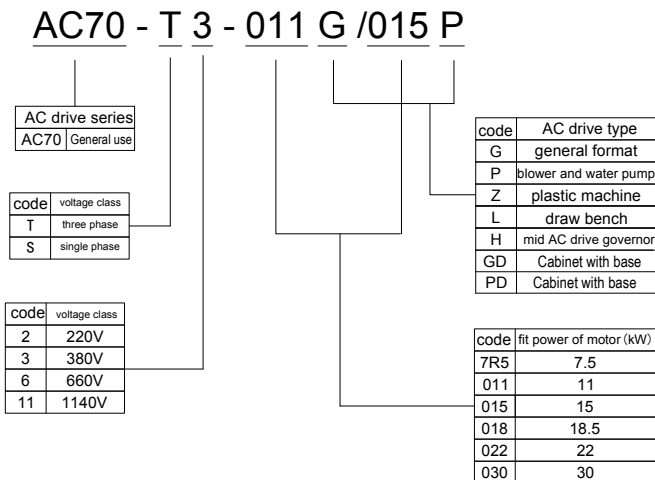 AC70 - T 3 - 011 G /015 P
AC drive series
AC70 General use
code voltage class
T three phase
S single phase
code voltage class
2 220V
3 380V
6 660V
11 1140V
code AC drive type
G general format
P blower and water pump
Z plastic machine
L draw bench
H mid AC drive governor
GD Cabinet with base
PD Cabinet with base
code fit power of motor (kW)
7R5 7.5
011 11
015 15
018 18.5
022 22
030 30